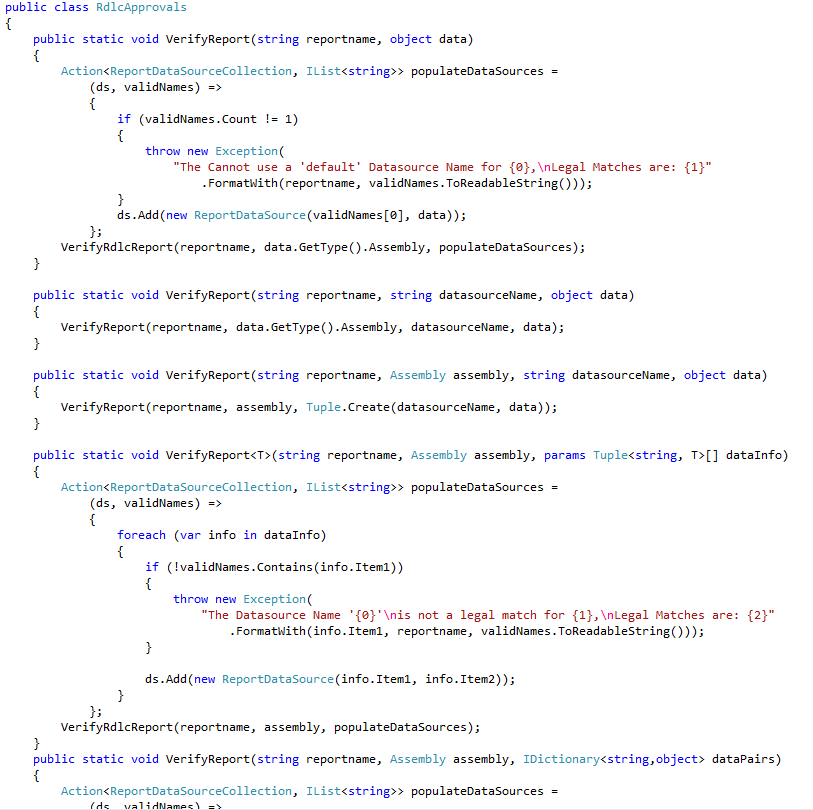 public class RdlcApprovals
{
    public static void VerifyReport(string reportname, object data)
    {
        Action<ReportDataSourceCollection, IList<string>> populateDataSources =
            (ds, validNames) =>
            {
                if (validNames.Count != 1)
                {
                    throw new Exception(
                        "The Cannot use a 'default' Datasource Name for {0},\nLegal Matches are: {1}"
                            .FormatWith(reportname, validNames.ToReadableString()));
                }
                ds.Add(new ReportDataSource(validNames[0], data));
            };
        VerifyRdlcReport(reportname, data.GetType().Assembly, populateDataSources);
    }

    public static void VerifyReport(string reportname, string datasourceName, object data)
    {
        VerifyReport(reportname, data.GetType().Assembly, datasourceName, data);
    }

    public static void VerifyReport(string reportname, Assembly assembly, string datasourceName, object data)
    {
        VerifyReport(reportname, assembly, Tuple.Create(datasourceName, data));
    }

    public static void VerifyReport<T>(string reportname, Assembly assembly, params Tuple<string, T>[] dataInfo)
    {
        Action<ReportDataSourceCollection, IList<string>> populateDataSources =
            (ds, validNames) =>
            {
                foreach (var info in dataInfo)
                {
                    if (!validNames.Contains(info.Item1))
                    {
                        throw new Exception(
                            "The Datasource Name '{0}'\nis not a legal match for {1},\nLegal Matches are: {2}"
                                .FormatWith(info.Item1, reportname, validNames.ToReadableString()));
                    }

                    ds.Add(new ReportDataSource(info.Item1, info.Item2));
                }
            };
        VerifyRdlcReport(reportname, assembly, populateDataSources);
    }
    public static void VerifyReport(string reportname, Assembly assembly, IDictionary<string,object> dataPairs)
    {
        Action<ReportDataSourceCollection, IList<string>> populateDataSources =
            (ds, validNames) =>